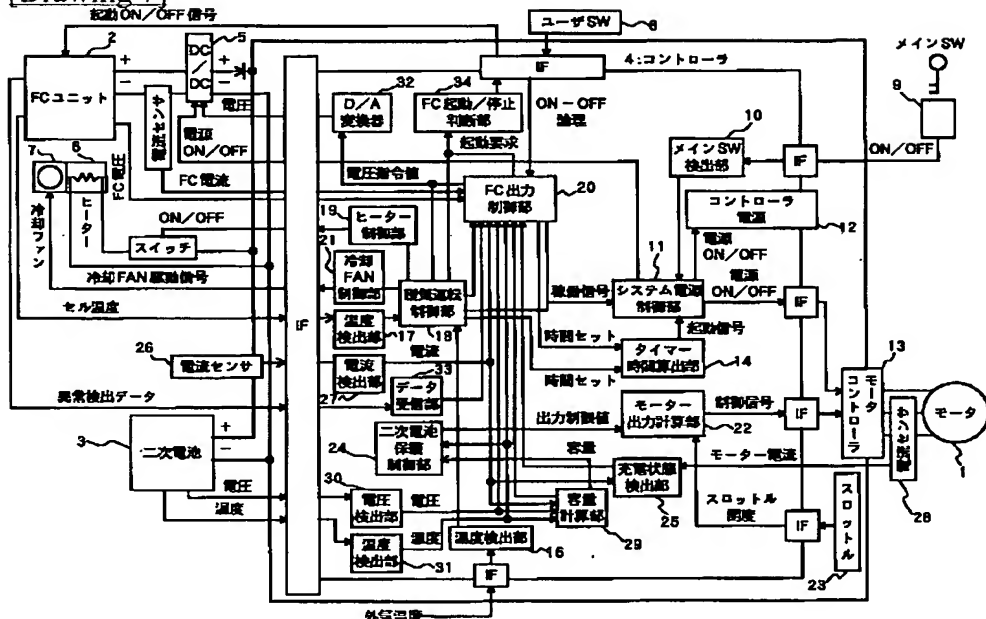 [Drawing 4]
起動ON/OFF信号
ユーザSW
メインSW
2
5
DC/DC
+
-
+
-
電圧
32
34
IF
4:コントローラ
FCユニット
D/A変換器
FC起動/停止判断部
ON-OFF論理
9
10
電流センサ
電源ON/OFF
起動要求
メインSW検出部
IF
ON/OFF
7
6
FC電圧
FC電流
電圧指令値
FC出力制御部
20
ヒーター
ON/OFF
19
ヒーター制御部
コントローラ電源
12
冷却ファン
スイッチ
21
冷却FAN制御部
11
電源ON/OFF
電源ON/OFF
冷却FAN駆動信号
暖気運転制御部
18
稼働信号
システム電源制御部
IF
セル温度
IF
温度検出部
17
時間セット
起動信号
26
電流センサ
電流
電流検出部
27
33
タイマー時間算出部
14
13
時間セット
異常検出データ
データ受信部
出力制限値
モーター出力計算部
22
制御信号
IF
モータコントローラ
モータ
1
3
二次電池
+
-
24
二次電池保護制御部
容量
充電状態検出部
25
モーター電流
電流センサ
28
電圧
30
電圧検出部
電圧
容量計算部
29
スロットル開度
IF
スロットル
23
温度
温度検出部
31
温度
温度検出部
16
IF
外気温度